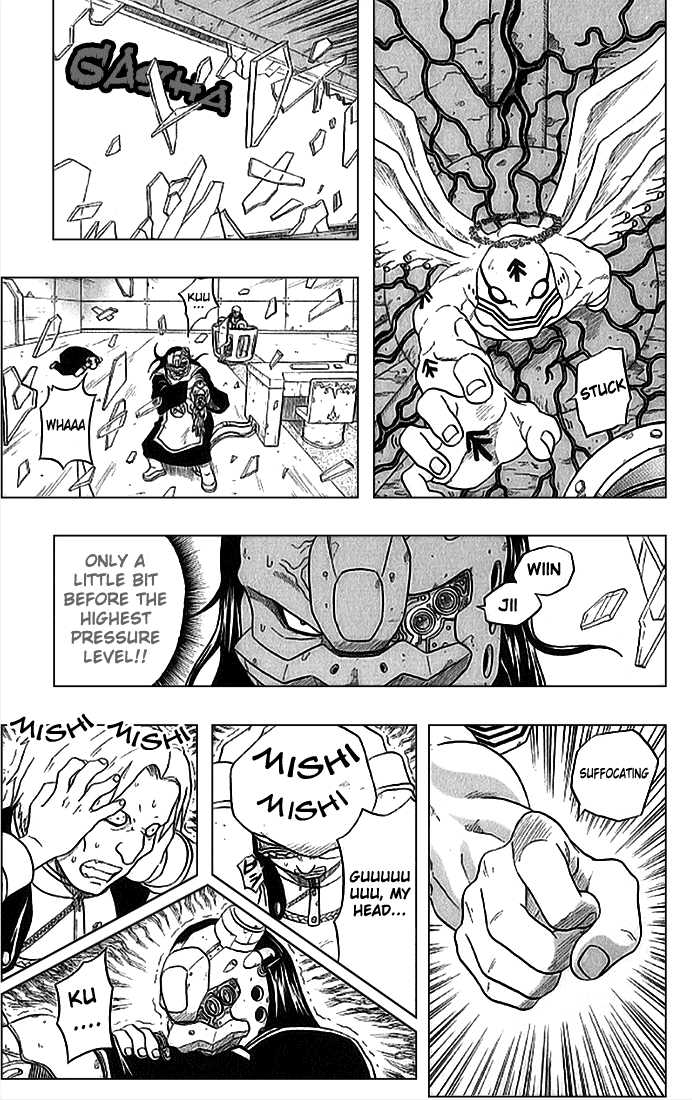 STUCK
GASHA
KUU
WHAAA
WIIN
JII
ONLY A
LITTLE BIT
BEFORE THE
HIGHEST
PRESSURE
LEVEL!!
SUFFOCATING
MISHI
MISHI
GUUUUU
UUU, MY
HEAD...
MISHI
MISHI
KU
....